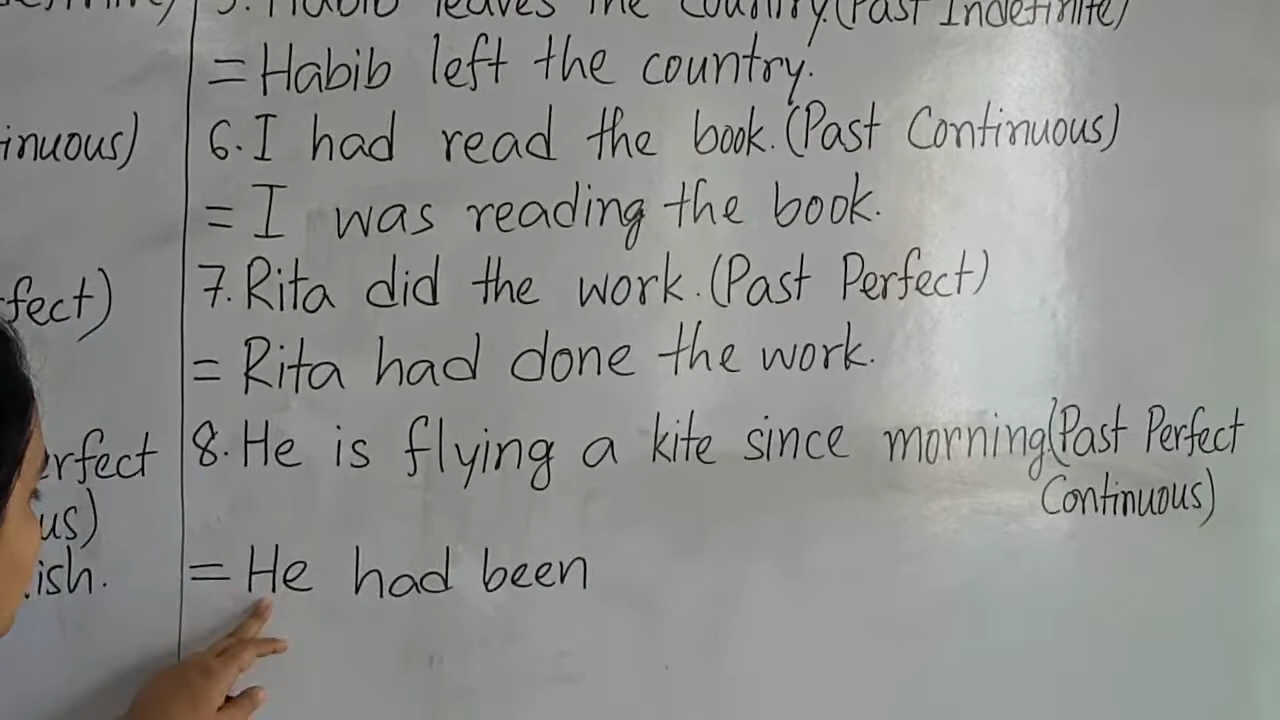 5. Habib leaves the country. (Past Indefinite)
= Habib left the country.
inuous) 6. I had read the book. (Past Continuous)
= I was reading the book.
fect) 7. Rita did the work. (Past Perfect)
= Rita had done the work.
erfect 8. He is flying a kite since morning. (Past Perfect
us) Continuous)
ish. = He had been